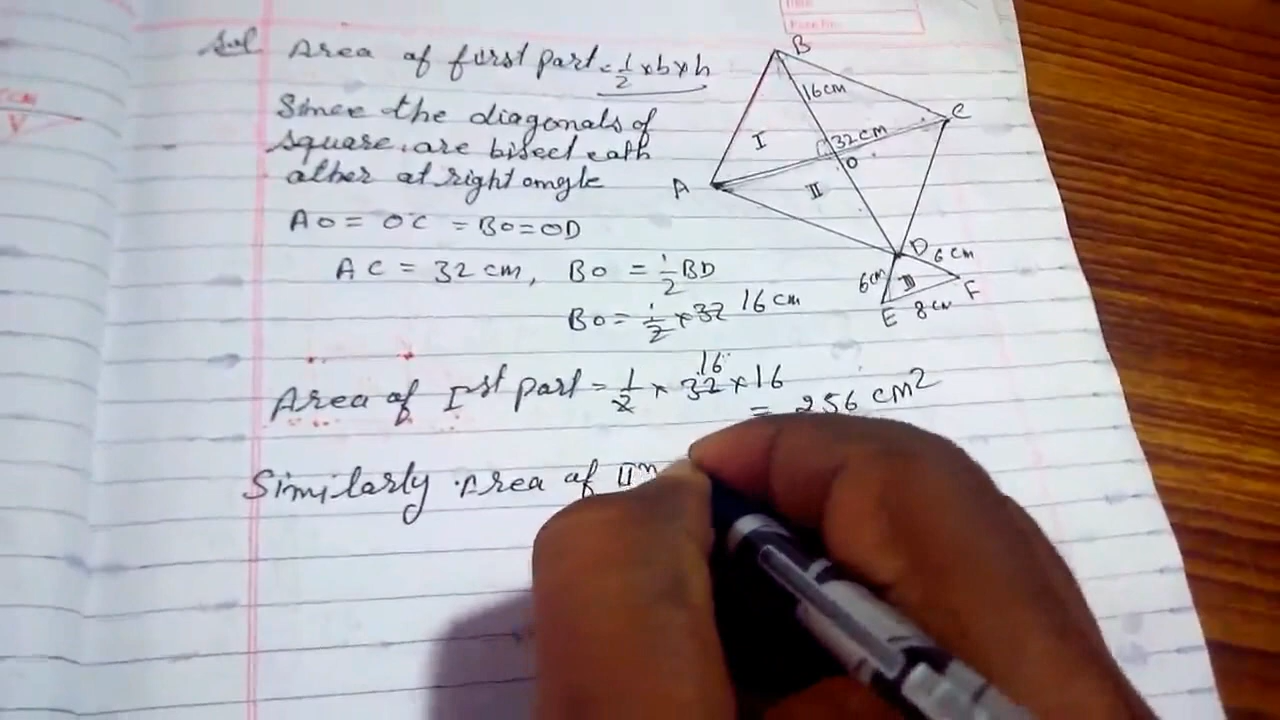 Sol Area of first part = 1/2 × b × h
Since the diagonals of
square. are bisect eath
other at right angle
AO = OC = BO = OD
AC = 32 cm, BO = 1/2 BD
BO = 1/2 × 32 16 cm
16
Area of Ist part = 1/2 × 32 × 16
= 256 cm²
Similarly Area of II
B
16 cm
C
I
32 cm
O
A
II
D
6 cm
6 cm
III
F
E
8 cm